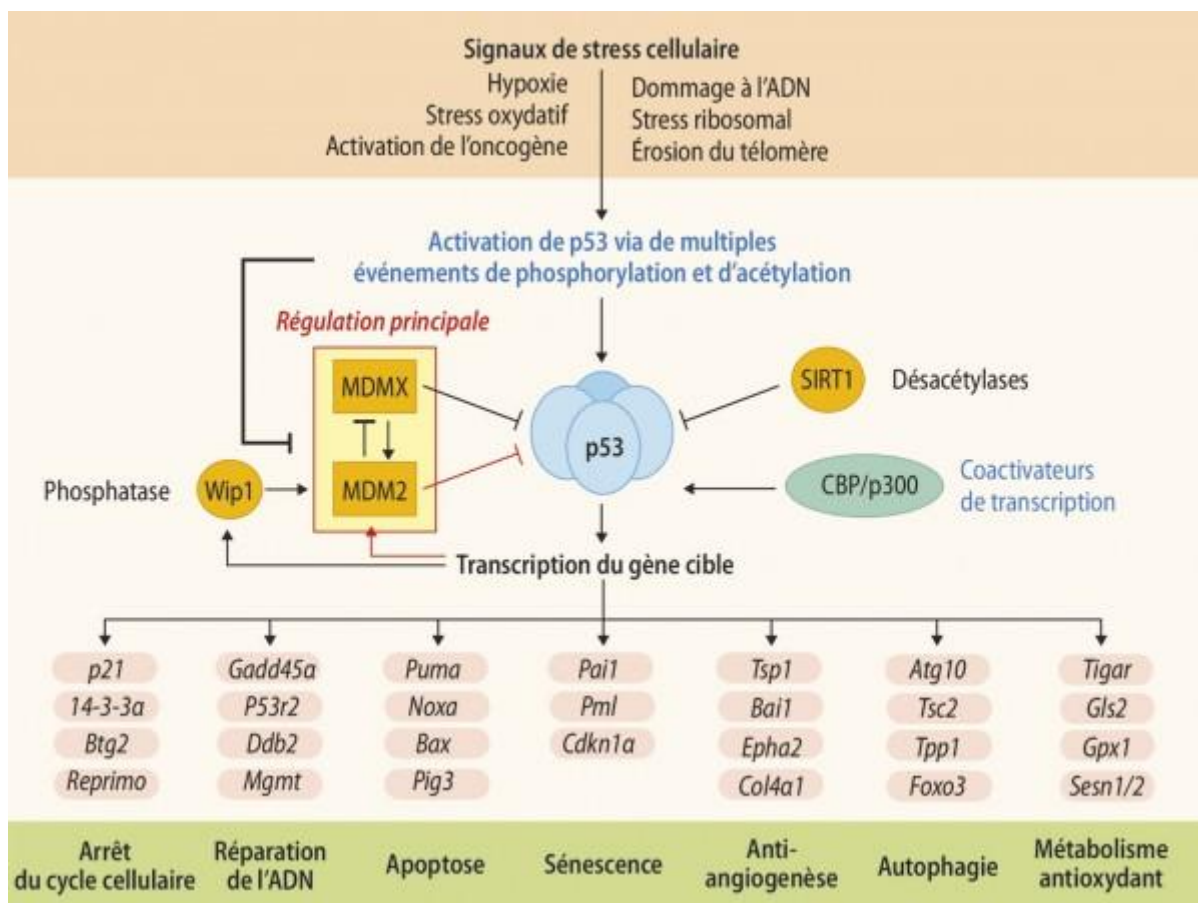 Signaux de stress cellulaire
Hypoxie
Stress oxydatif
Activation de l'oncogène
Dommage à l'ADN
Stress ribosomal
Érosion du télomère
Activation de p53 via de multiples
événements de phosphorylation et d'acétylation
Régulation principale
MDMX
MDM2
Phosphatase
Wip1
p53
SIRT1
Désacétylases
CBP/p300
Coactivateurs
de transcription
Transcription du gène cible
p21
14-3-3a
Btg2
Reprimo
Gadd45a
P53r2
Ddb2
Mgmt
Puma
Noxa
Bax
Pig3
Pai1
Pml
Cdkn1a
Tsp1
Bai1
Epha2
Col4a1
Atg10
Tsc2
Tpp1
Foxo3
Tigar
Gls2
Gpx1
Sesn1/2
Arrêt
du cycle cellulaire
Réparation
de l'ADN
Apoptose
Sénescence
Anti-
angiogenèse
Autophagie
Métabolisme
antioxydant